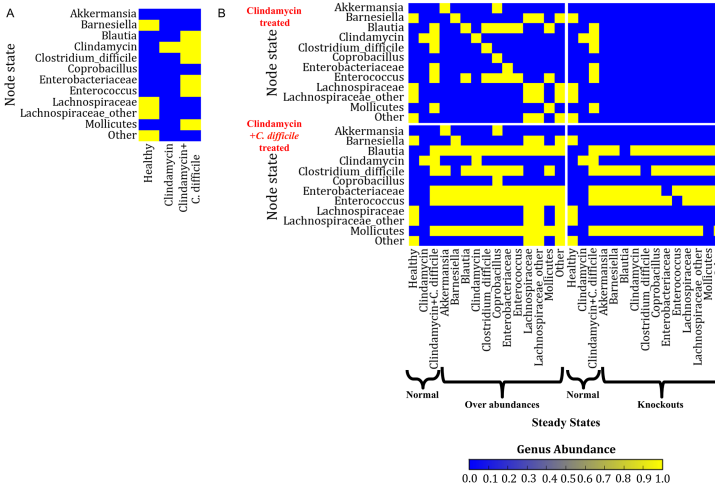 A
Node state
Akkermansia
Barnesiella
Blautia
Clindamycin
Clostridium_difficile
Coprobacillus
Enterobacteriaceae
Enterococcus
Lachnospiraceae
Lachnospiraceae_other
Mollicutes
Other
Healthy
Clindamycin
Clindamycin+
C. difficile
B
Clindamycin
treated
Node state
Akkermansia
Barnesiella
Blautia
Clindamycin
Clostridium_difficile
Coprobacillus
Enterobacteriaceae
Enterococcus
Lachnospiraceae
Lachnospiraceae_other
Mollicutes
Other
Clindamycin
+C. difficile
treated
Node state
Akkermansia
Barnesiella
Blautia
Clindamycin
Clostridium_difficile
Coprobacillus
Enterobacteriaceae
Enterococcus
Lachnospiraceae
Lachnospiraceae_other
Mollicutes
Other
Healthy
Clindamycin
Clindamycin+C. difficile
Akkermansia
Barnesiella
Blautia
Clindamycin
Clostridium_difficile
Coprobacillus
Enterobacteriaceae
Enterococcus
Lachnospiraceae
Lachnospiraceae_other
Mollicutes
Other
Healthy
Clindamycin
Clindamycin+C. difficile
Akkermansia
Barnesiella
Blautia
Clindamycin
Clostridium_difficile
Coprobacillus
Enterobacteriaceae
Enterococcus
Lachnospiraceae
Lachnospiraceae_other
Mollicutes
Normal
Over abundances
Normal
Knockouts
Steady States
Genus Abundance
0.0 0.1 0.2 0.3 0.4 0.5 0.6 0.7 0.8 0.9 1.0